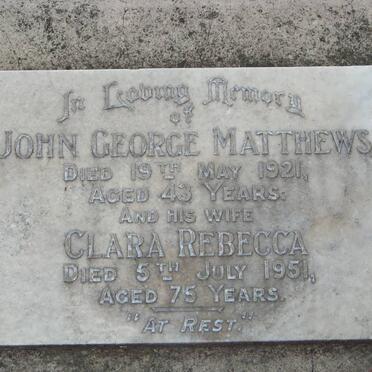 In Loving Memory
of
JOHN GEORGE MATTHEWS
DIED 19TH MAY 1921,
AGED 43 YEARS.
AND HIS WIFE
CLARA REBECCA
DIED 5TH JULY 1951,
AGED 75 YEARS.
"AT REST."